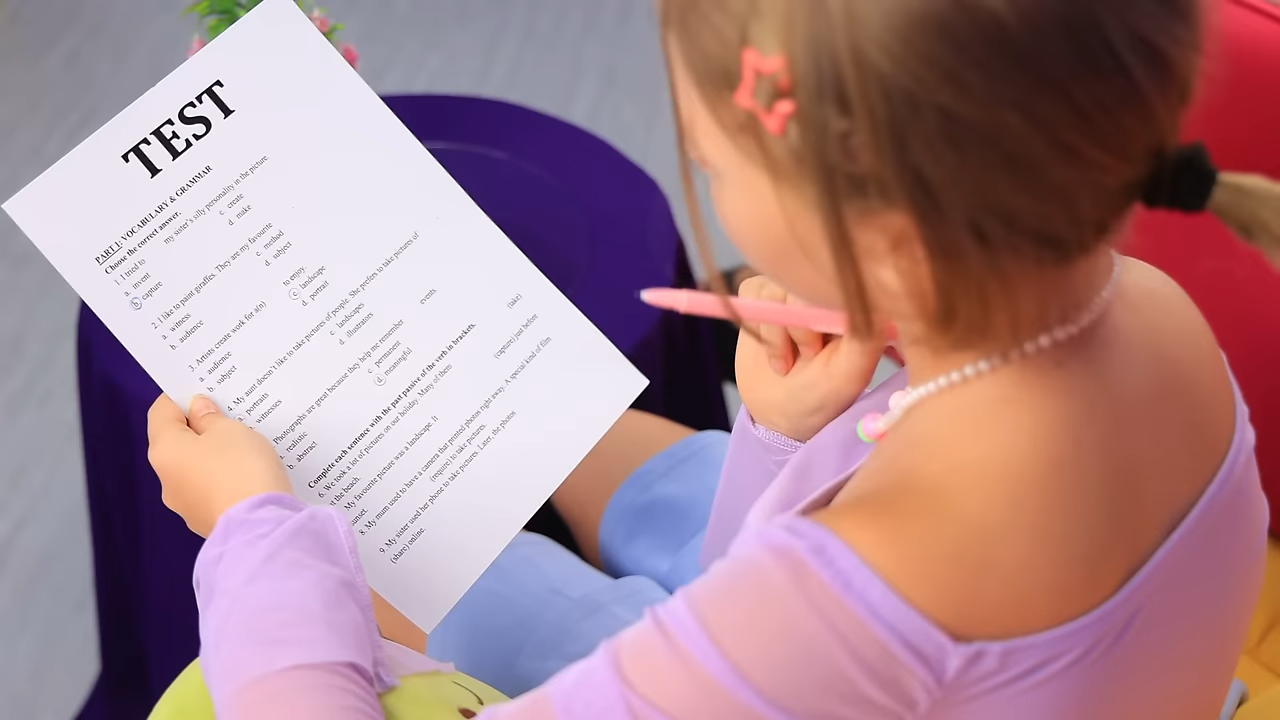 TEST
PART 1: VOCABULARY & GRAMMAR
Choose the correct answer.
1. I tried to my sister's silly personality in the picture.
a. invent c. create
b. capture d. make
2. I like to paint giraffes. They are my favourite
witness. c. method
b. audience d. subject
3. Artists create work for a(n) to enjoy.
a. audience c. landscape
b. subject d. portrait
4. My aunt doesn't like to take pictures of people. She prefers to take pictures of
a. portraits c. landscapes
witnesses d. illustrators
Photographs are great because they help me remember events.
realistic c. permanent
b. abstract d. meaningful
Complete each sentence with the past passive of the verb in brackets.
6. We took a lot of pictures on our holiday. Many of them (take)
at the beach.
My favourite picture was a landscape. It (capture) just before
sunset.
8. My mum used to have a camera that printed photos right away. A special kind of film
(require) to take pictures.
9. My sister used her phone to take pictures. Later, the photos
(share) online.